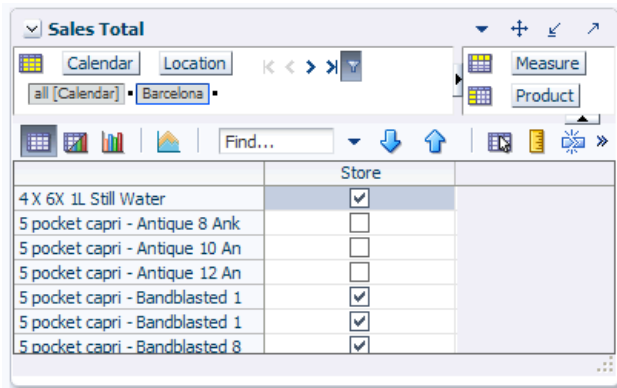 Sales Total
Calendar Location Measure
all [Calendar] Barcelona Product
Find...
Store
4 X 6X 1L Still Water
5 pocket capri - Antique 8 Ank
5 pocket capri - Antique 10 An
5 pocket capri - Antique 12 An
5 pocket capri - Bandblasted 1
5 pocket capri - Bandblasted 1
5 pocket capri - Bandblasted 8